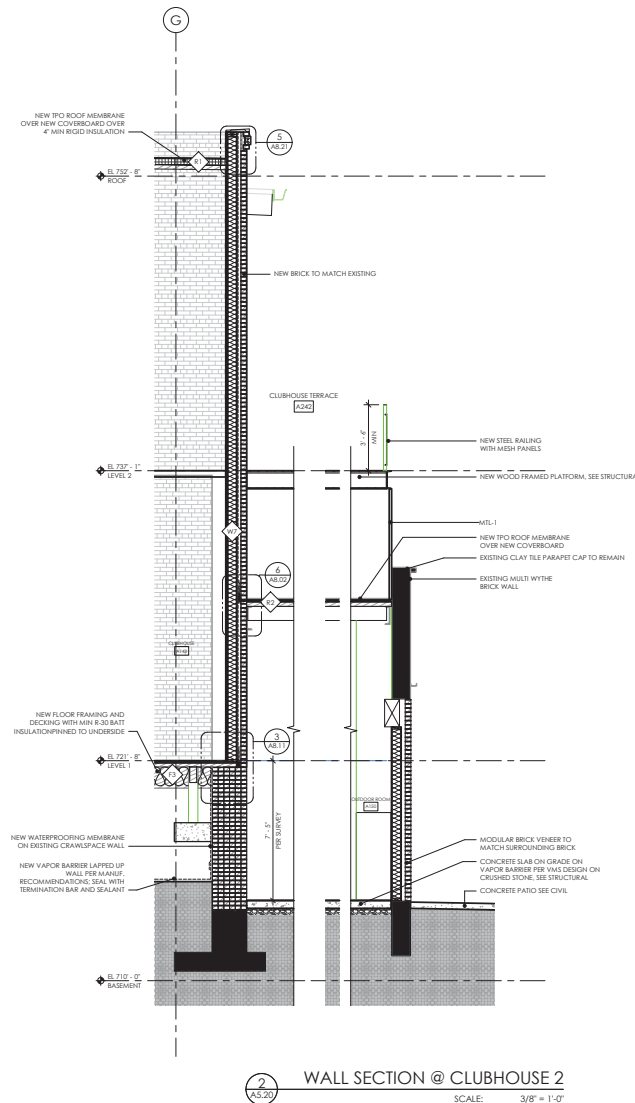 G
NEW TPO ROOF MEMBRANE
OVER NEW COVERBOARD OVER
4" MIN RIGID INSULATION
5
A8.21
R1
EL 752' - 8"
ROOF
NEW BRICK TO MATCH EXISTING
CLUBHOUSE TERRACE
A242
3' - 6"
MIN
NEW STEEL RAILING
WITH MESH PANELS
EL 737' - 1"
LEVEL 2
NEW WOOD FRAMED PLATFORM, SEE STRUCTURA
MTL-1
W7
NEW TPO ROOF MEMBRANE
OVER NEW COVERBOARD
EXISTING CLAY TILE PARAPET CAP TO REMAIN
6
A8.02
EXISTING MULTI WYTHE
BRICK WALL
R2
CLUBHOUSE
NEW FLOOR FRAMING AND
DECKING WITH MIN R-30 BATT
INSULATIONPINNED TO UNDERSIDE
3
A8.11
EL 721' - 8"
LEVEL 1
F3
OUTDOOR ROOM
7' - 5"
PER SURVEY
NEW WATERPROOFING MEMBRANE
ON EXISTING CRAWLSPACE WALL
MODULAR BRICK VENEER TO
MATCH SURROUNDING BRICK
NEW VAPOR BARRIER LAPPED UP
WALL PER MANUF.
RECOMMENDATIONS; SEAL WITH
TERMINATION BAR AND SEALANT
CONCRETE SLAB ON GRADE ON
VAPOR BARRIER PER VMS DESIGN ON
CRUSHED STONE, SEE STRUCTURAL
CONCRETE PATIO SEE CIVIL
EL 710' - 0"
BASEMENT
2
A5.20
WALL SECTION @ CLUBHOUSE 2
SCALE: 3/8" = 1'-0"